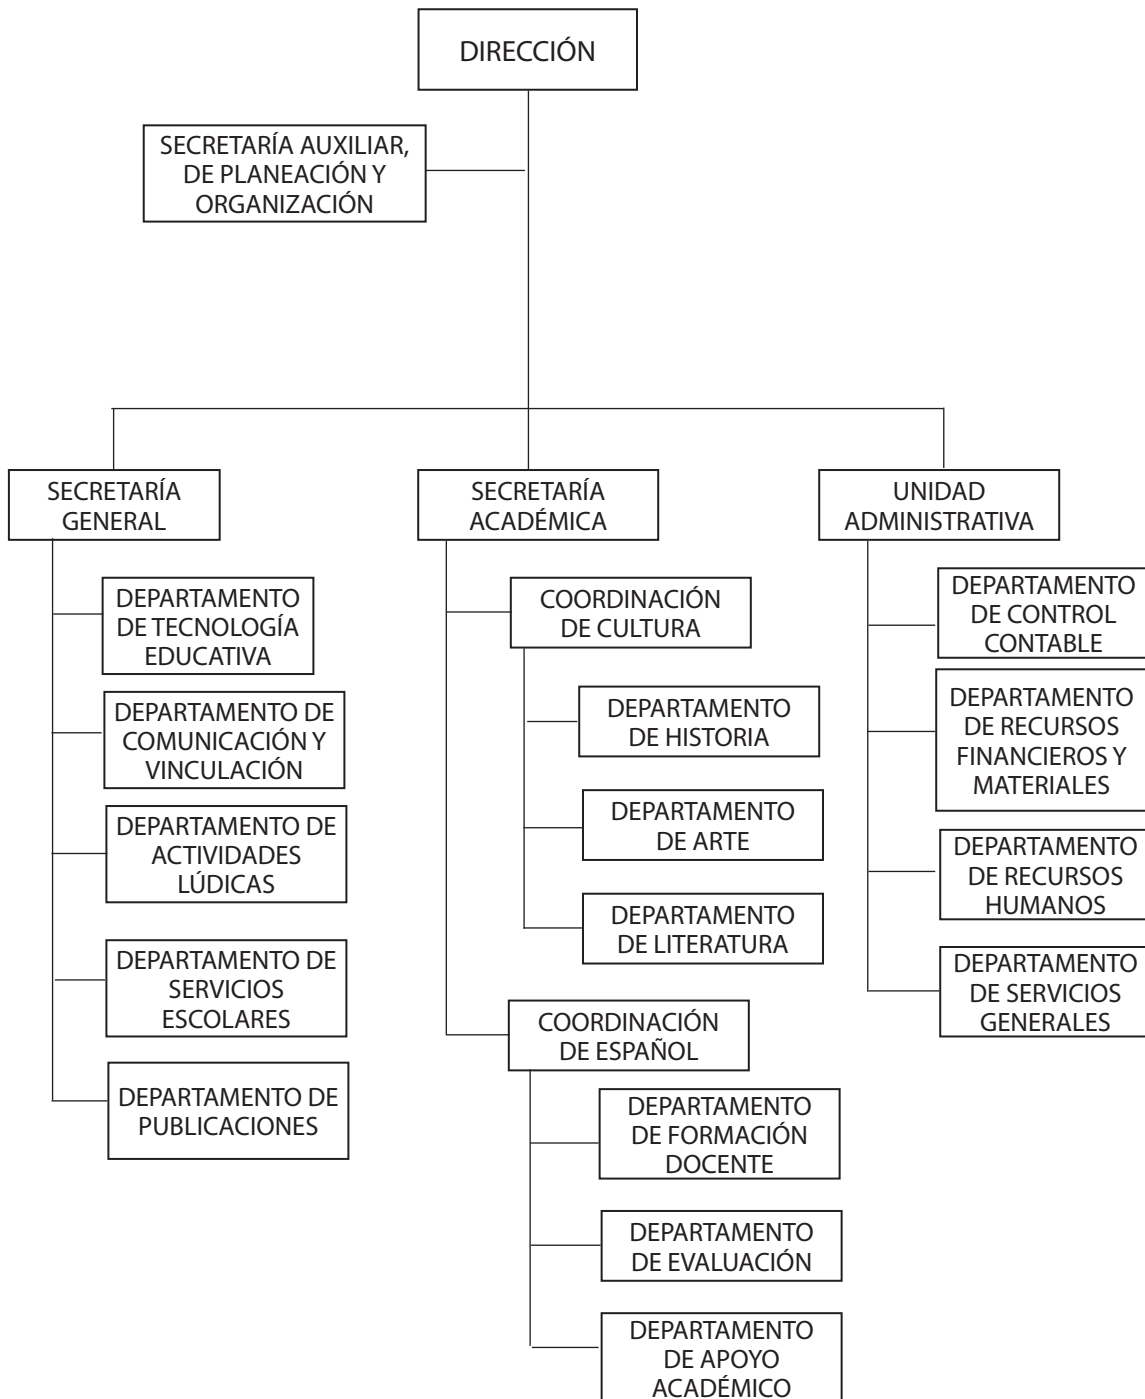 DIRECCIÓN
SECRETARÍA AUXILIAR,
DE PLANEACIÓN Y
ORGANIZACIÓN
SECRETARÍA
GENERAL
DEPARTAMENTO
DE TECNOLOGÍA
EDUCATIVA
DEPARTAMENTO DE
COMUNICACIÓN Y
VINCULACIÓN
DEPARTAMENTO DE
ACTIVIDADES
LÚDICAS
DEPARTAMENTO DE
SERVICIOS
ESCOLARES
DEPARTAMENTO DE
PUBLICACIONES
SECRETARÍA
ACADÉMICA
COORDINACIÓN
DE CULTURA
DEPARTAMENTO
DE HISTORIA
DEPARTAMENTO
DE ARTE
DEPARTAMENTO
DE LITERATURA
COORDINACIÓN
DE ESPAÑOL
DEPARTAMENTO
DE FORMACIÓN
DOCENTE
DEPARTAMENTO
DE EVALUACIÓN
DEPARTAMENTO
DE APOYO
ACADÉMICO
UNIDAD
ADMINISTRATIVA
DEPARTAMENTO
DE CONTROL
CONTABLE
DEPARTAMENTO
DE RECURSOS
FINANCIEROS Y
MATERIALES
DEPARTAMENTO
DE RECURSOS
HUMANOS
DEPARTAMENTO
DE SERVICIOS
GENERALES